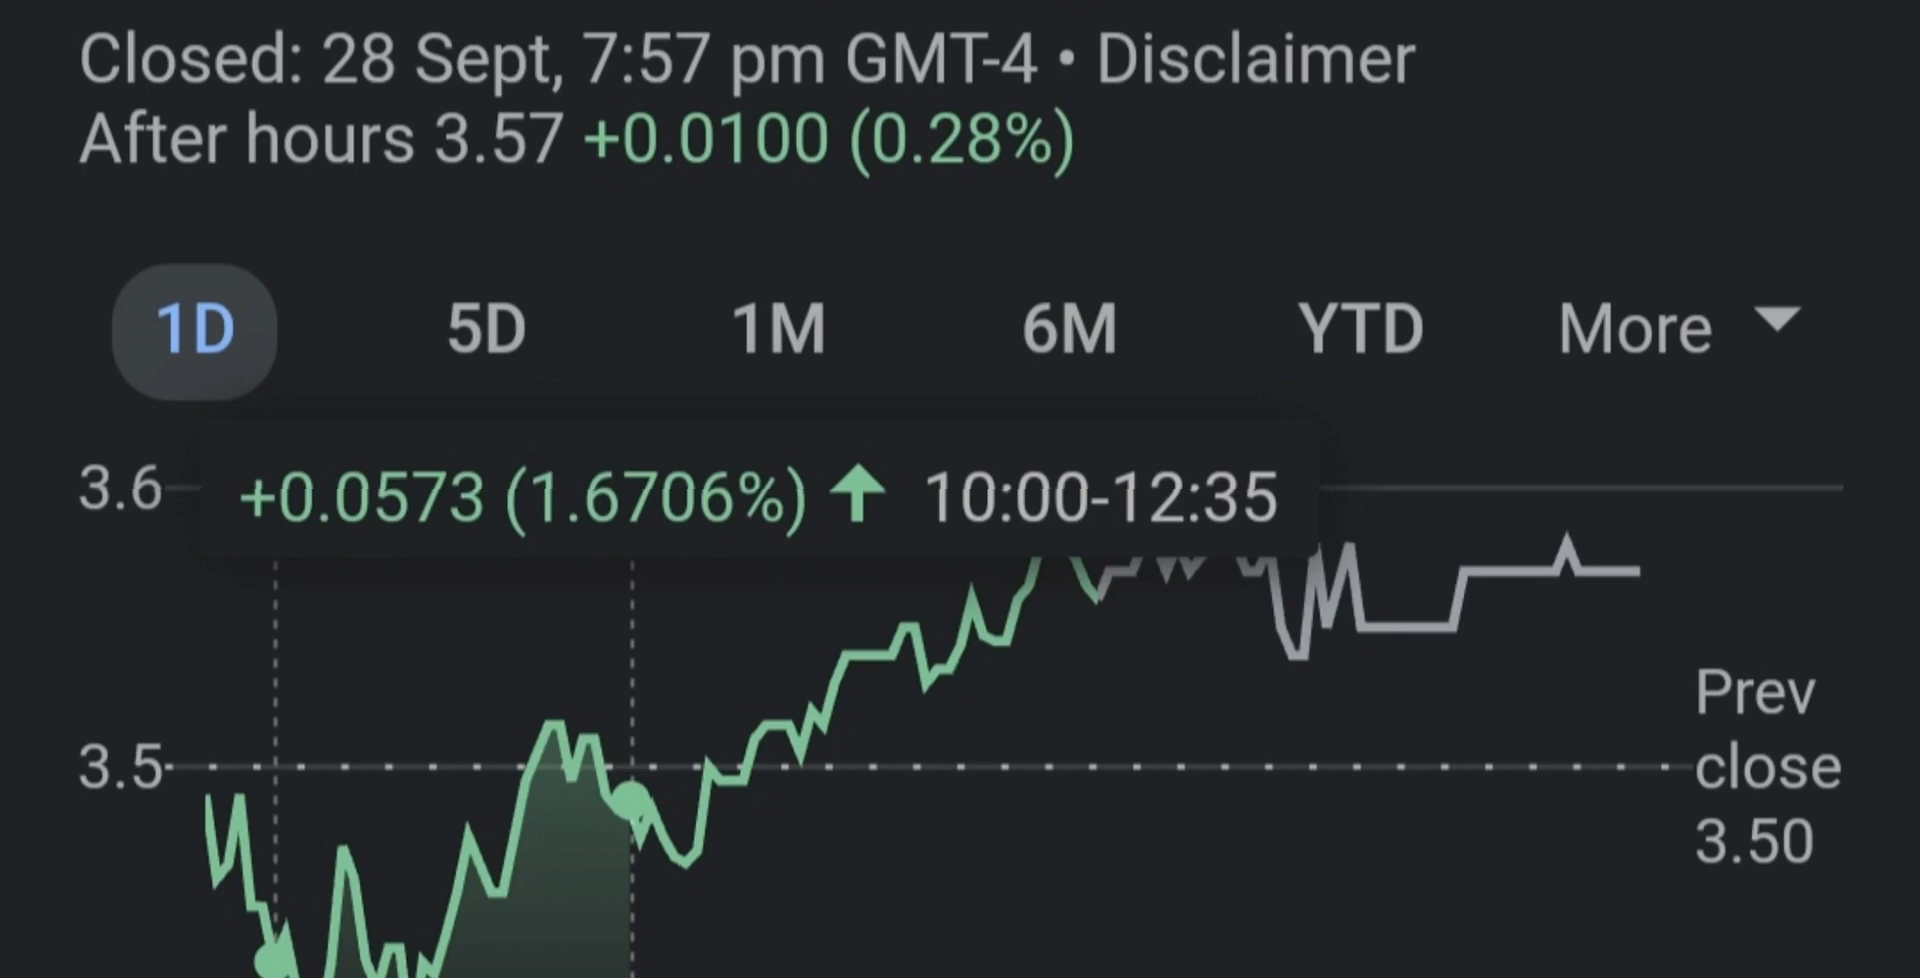 Closed: 28 Sept, 7:57 pm GMT-4 • Disclaimer
After hours 3.57 +0.0100 (0.28%)
1D 5D 1M 6M YTD More
+0.0573 (1.6706%) 10:00-12:35
3.6
3.5
Prev
close
3.50